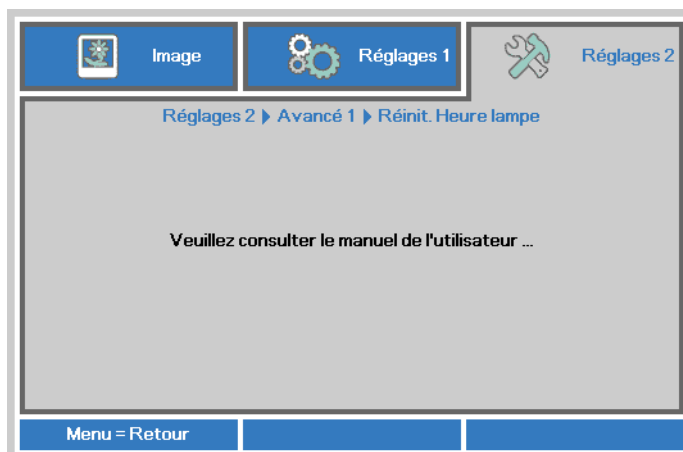 Image
Réglages 1
Réglages 2
Réglages 2 ▶ Avancé 1 ▶ Réinit. Heure lampe
Veuillez consulter le manuel de l'utilisateur ...
Menu = Retour